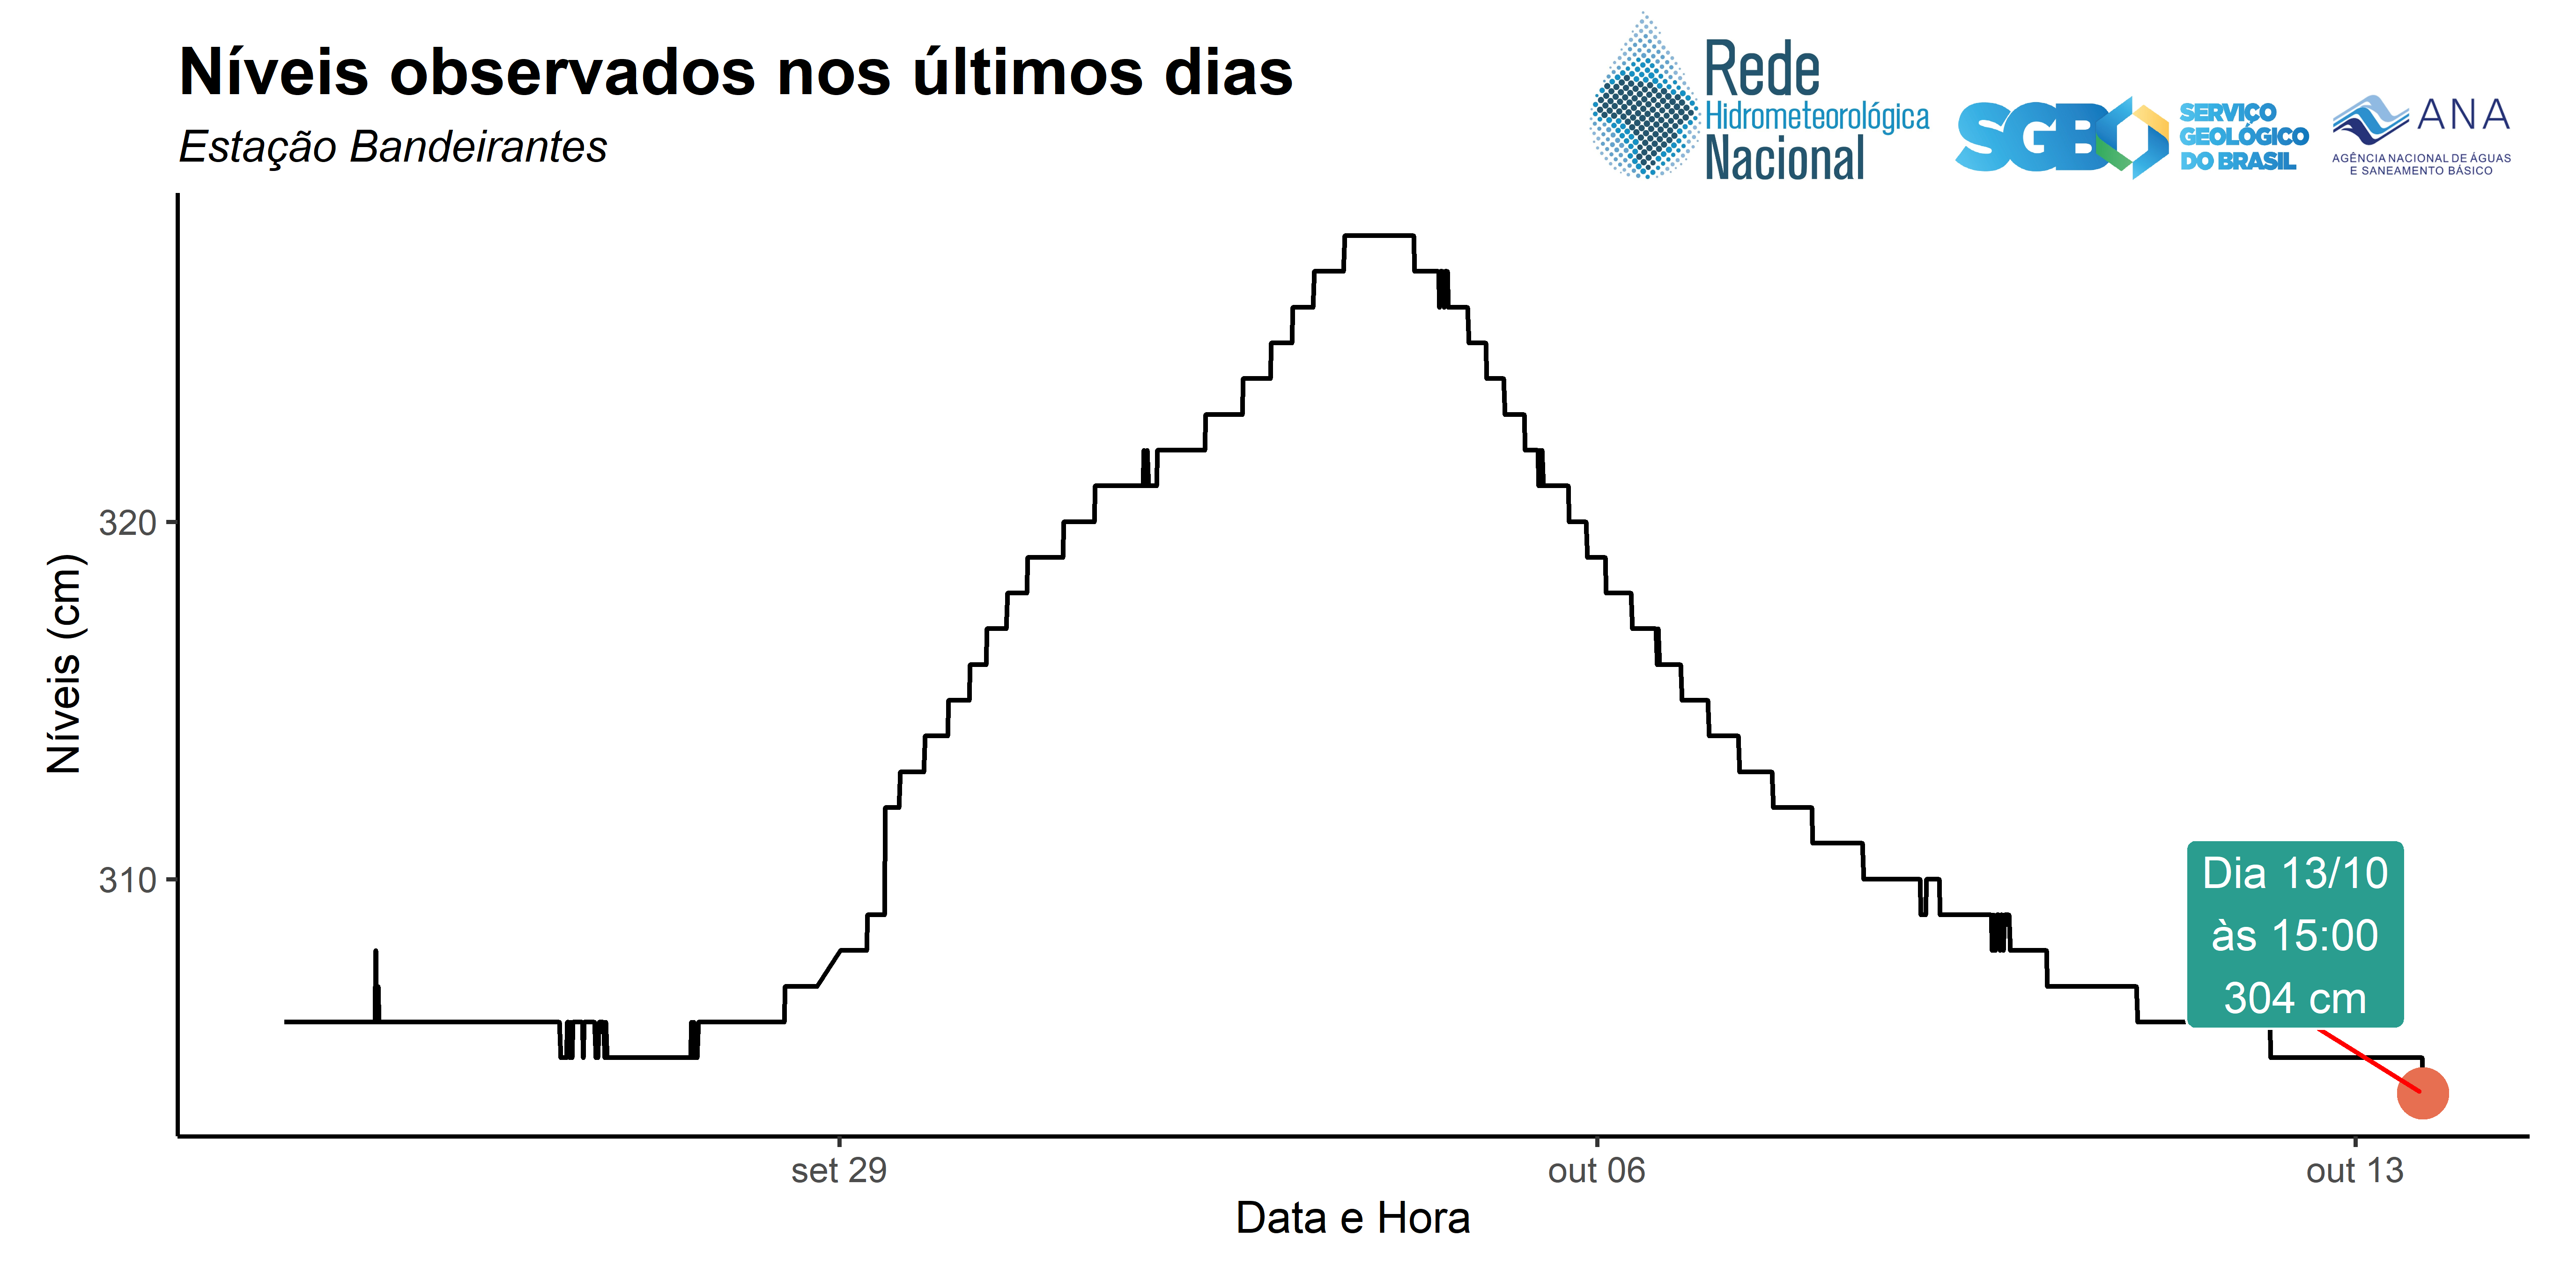 Níveis observados nos últimos dias
Estação Bandeirantes
Rede
Hidrometeorológica
Nacional
SGB
SERVIÇO
GEOLÓGICO
DO BRASIL
ANA
AGÊNCIA NACIONAL DE ÁGUAS
E SANEAMENTO BÁSICO
Níveis (cm)
320
310
Dia 13/10
às 15:00
304 cm
set 29
out 06
out 13
Data e Hora